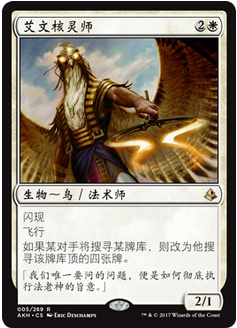 艾文核灵师 2
生物～鸟／法术师
闪现
飞行
如果某对手将搜寻某牌库，则改为他搜
寻该牌库顶的四张牌。
「我们唯一要问的问题，便是如何彻底执
行法老神的旨意。」
2/1
005/269 R
AKH·CS ERIC DESCHAMPS
™ & © 2017 Wizards of the Coast